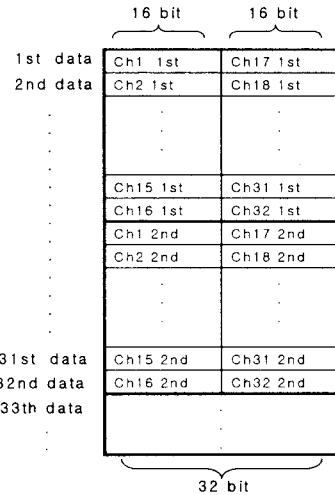 16 bit 16 bit
1st data Ch1 1st Ch17 1st
2nd data Ch2 1st Ch18 1st
Ch15 1st Ch31 1st
Ch16 1st Ch32 1st
Ch1 2nd Ch17 2nd
Ch2 2nd Ch18 2nd
31st data Ch15 2nd Ch31 2nd
32nd data Ch16 2nd Ch32 2nd
33th data
32 bit